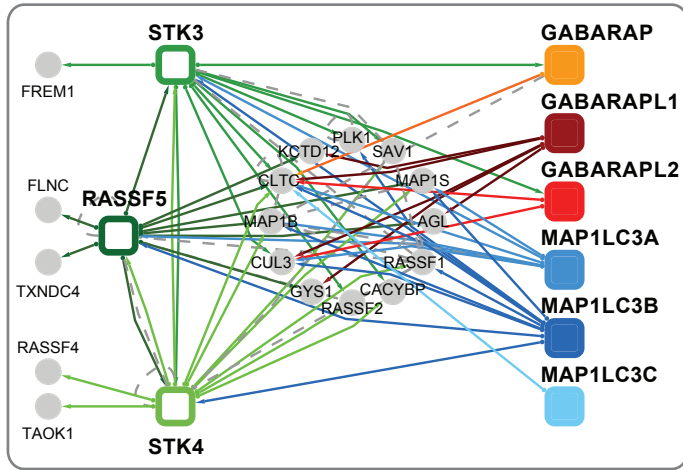 STK3
GABARAP
FREM1
PLK1
KCTD12
SAV1
GABARAPL1
FLNC
CLTC
MAP1S
GABARAPL2
RASSF5
MAP1B
AGL
MAP1LC3A
TXNDC4
CUL3
RASSF1
GYS1
CACYBP
RASSF2
MAP1LC3B
RASSF4
MAP1LC3C
TAOK1
STK4